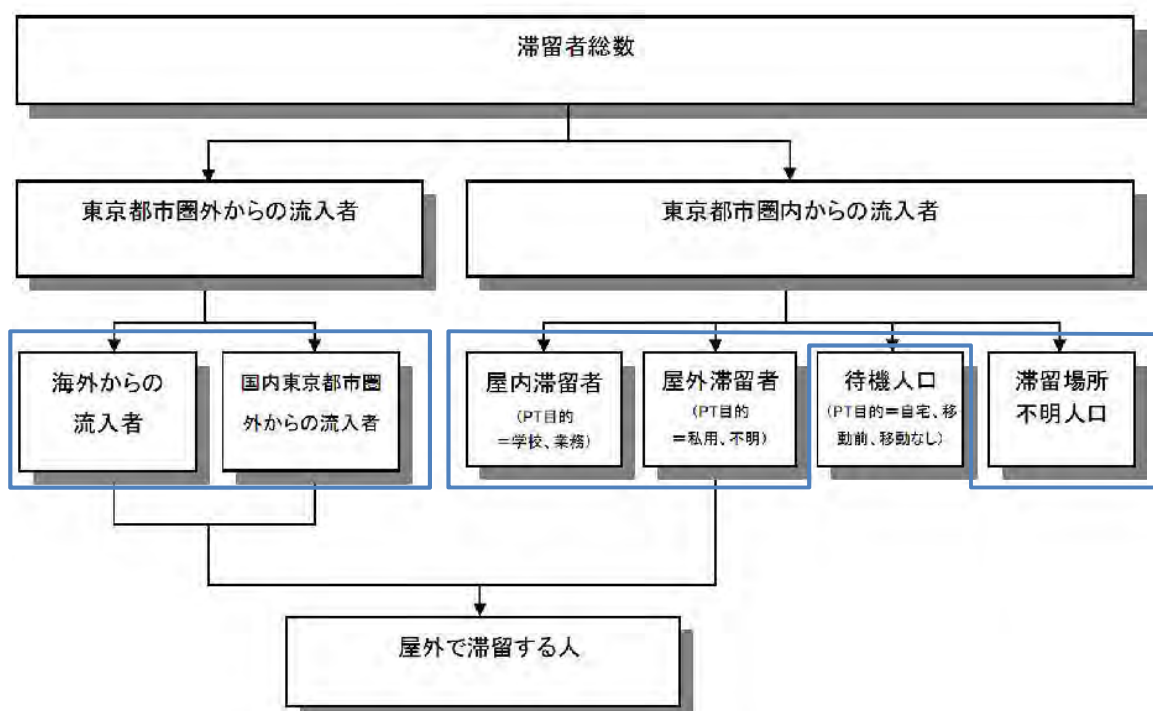 滞留者総数
東京都市圏外からの流入者
東京都市圏内からの流入者
海外からの
流入者
国内東京都市圏
外からの流入者
屋内滞留者
(PT目的
＝学校、業務)
屋外滞留者
(PT目的
＝私用、不明)
待機人口
(PT目的＝自宅、移
動前、移動なし)
滞留場所
不明人口
屋外で滞留する人